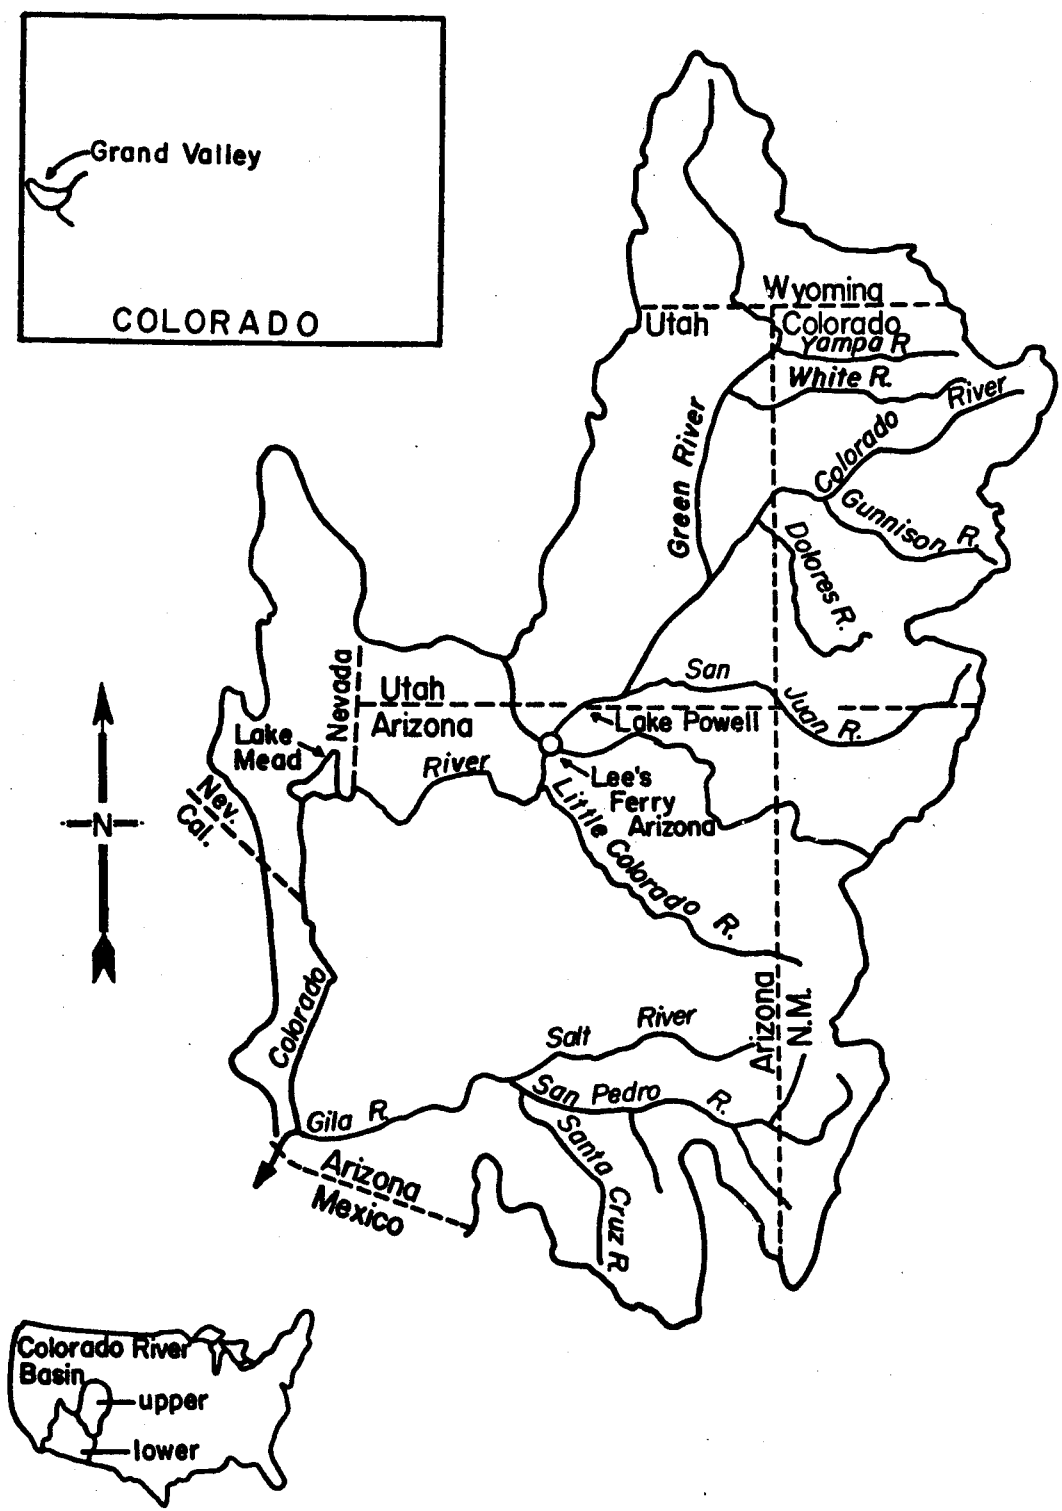 Grand Valley
COLORADO
Wyoming
Utah
Colorado
Yampa R
White R.
Colorado River
Green River
Gunnison R.
Dolores R.
San Juan R.
Nevada
Utah
Arizona
Lake Powell
Lake
Mead
River
Lee's
Ferry
Arizona
Nev.
Cal.
N
Little Colorado R.
Arizona
N.M.
Colorado
Salt River
San Pedro R.
Gila R.
Santa Cruz R.
Arizona
Mexico
Colorado River
Basin
upper
lower